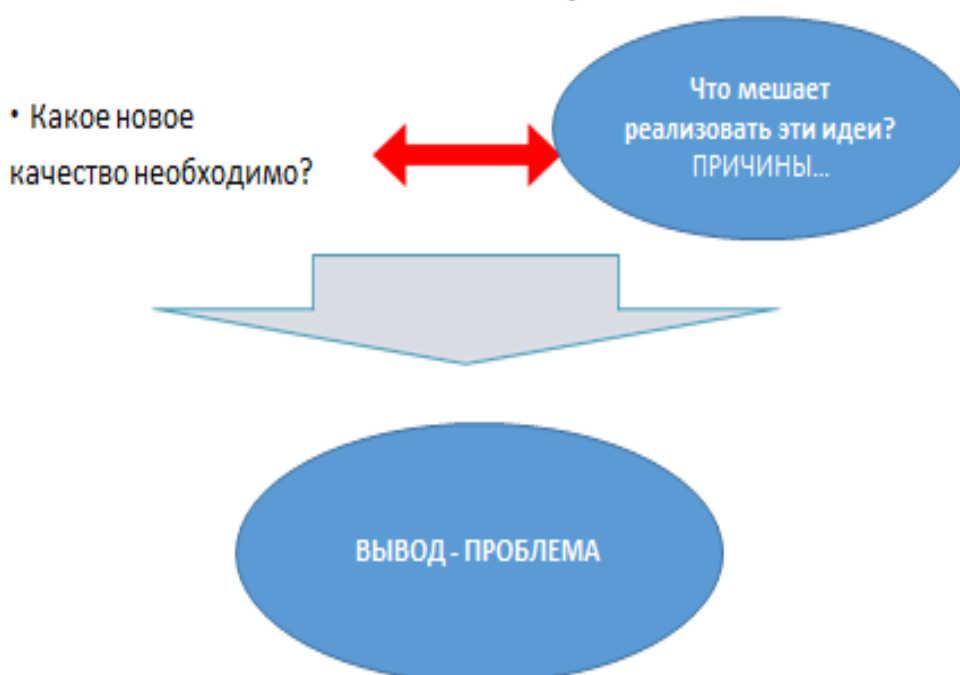 • Какое новое
качество необходимо?
Что мешает
реализовать эти идеи?
ПРИЧИНЫ...
ВЫВОД - ПРОБЛЕМА